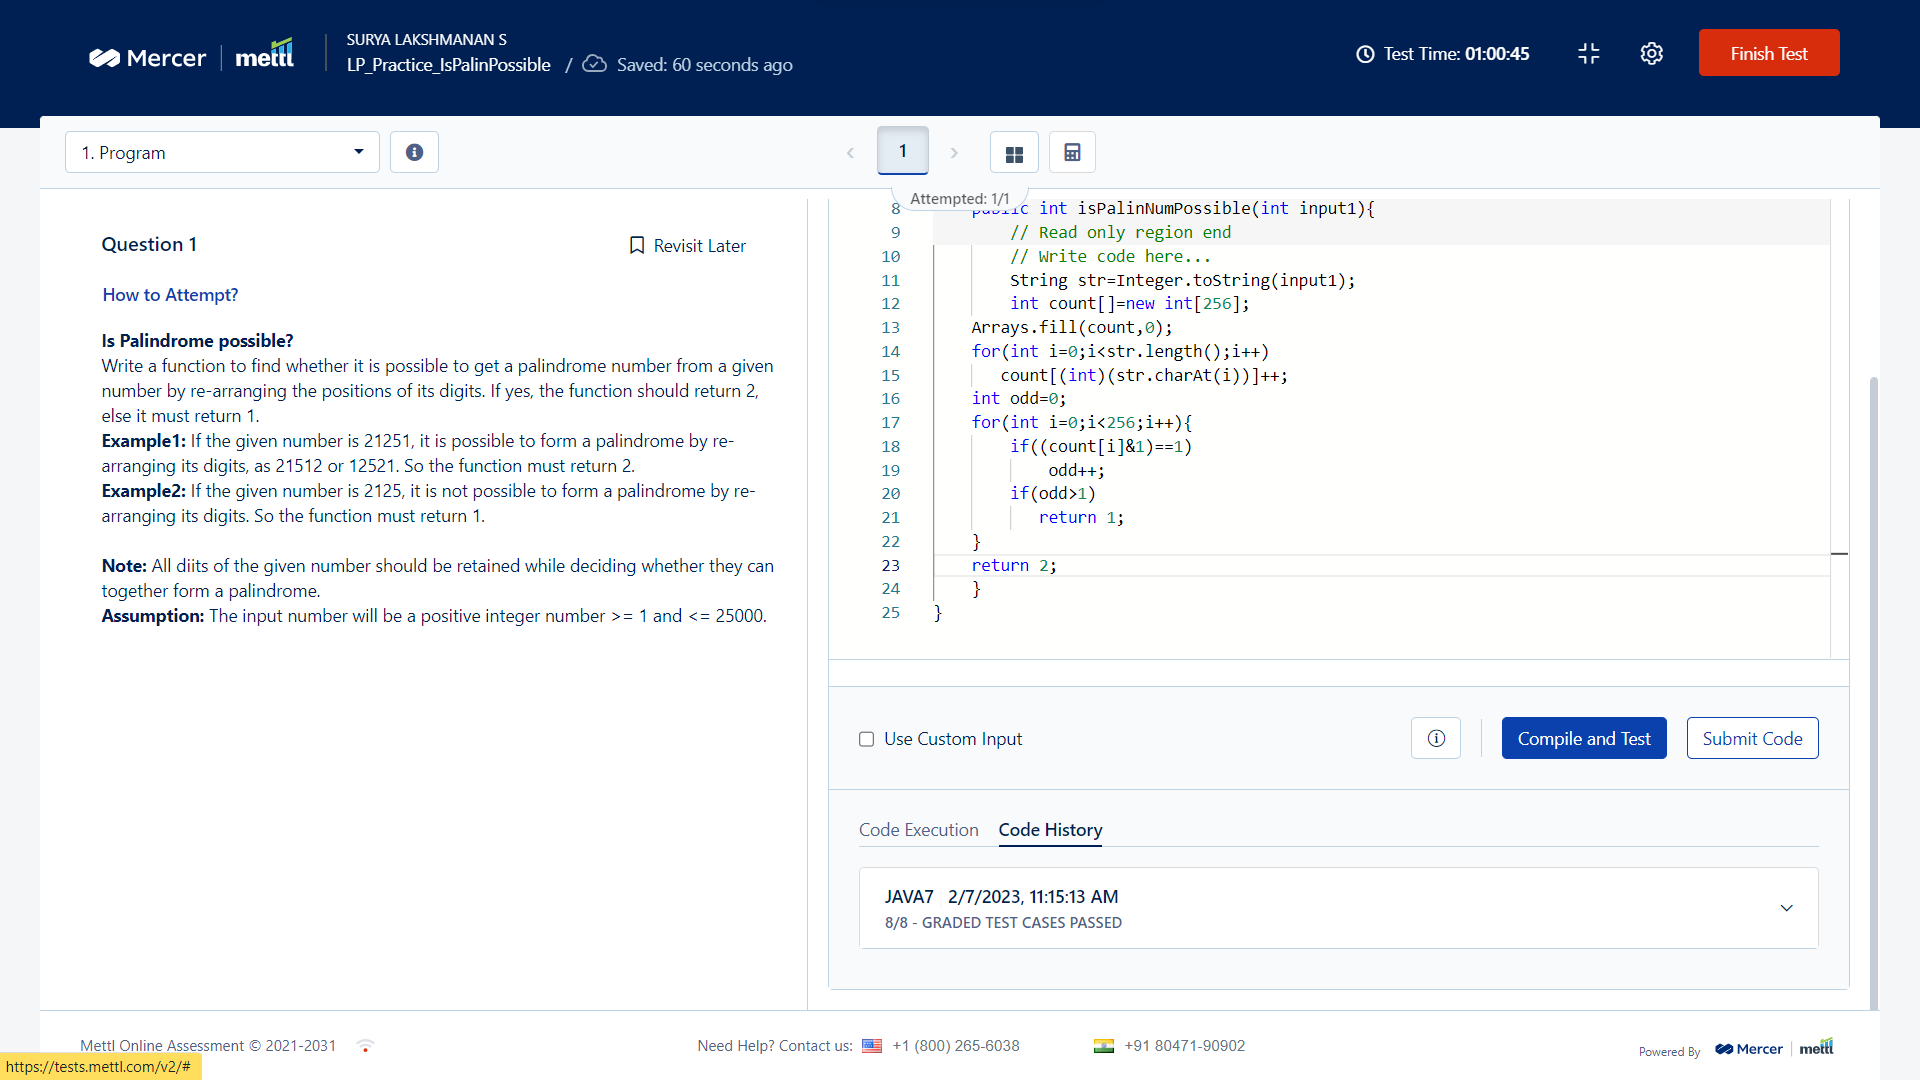 Mercer | mettl
SURYA LAKSHMANAN S
LP_Practice_IsPalinPossible / Saved: 60 seconds ago
Test Time: 01:00:45
Finish Test
1. Program
1
Attempted: 1/1
Question 1
Revisit Later
How to Attempt?
Is Palindrome possible?
Write a function to find whether it is possible to get a palindrome number from a given
number by re-arranging the positions of its digits. If yes, the function should return 2,
else it must return 1.
Example1: If the given number is 21251, it is possible to form a palindrome by re-
arranging its digits, as 21512 or 12521. So the function must return 2.
Example2: If the given number is 2125, it is not possible to form a palindrome by re-
arranging its digits. So the function must return 1.
Note: All diits of the given number should be retained while deciding whether they can
together form a palindrome.
Assumption: The input number will be a positive integer number >= 1 and <= 25000.
8 public int isPalinNumPossible(int input1){
9 // Read only region end
10 // Write code here...
11 String str=Integer.toString(input1);
12 int count[]=new int[256];
13 Arrays.fill(count,0);
14 for(int i=0;i<str.length();i++)
15 count[(int)(str.charAt(i))]++;
16 int odd=0;
17 for(int i=0;i<256;i++){
18 if((count[i]&1)==1)
19 odd++;
20 if(odd>1)
21 return 1;
22 }
23 return 2;
24 }
25 }
Use Custom Input
Compile and Test
Submit Code
Code Execution
Code History
JAVA7 2/7/2023, 11:15:13 AM
8/8 - GRADED TEST CASES PASSED
Mettl Online Assessment © 2021-2031
Need Help? Contact us: +1 (800) 265-6038
+91 80471-90902
Powered By Mercer | mettl
https://tests.mettl.com/v2/#